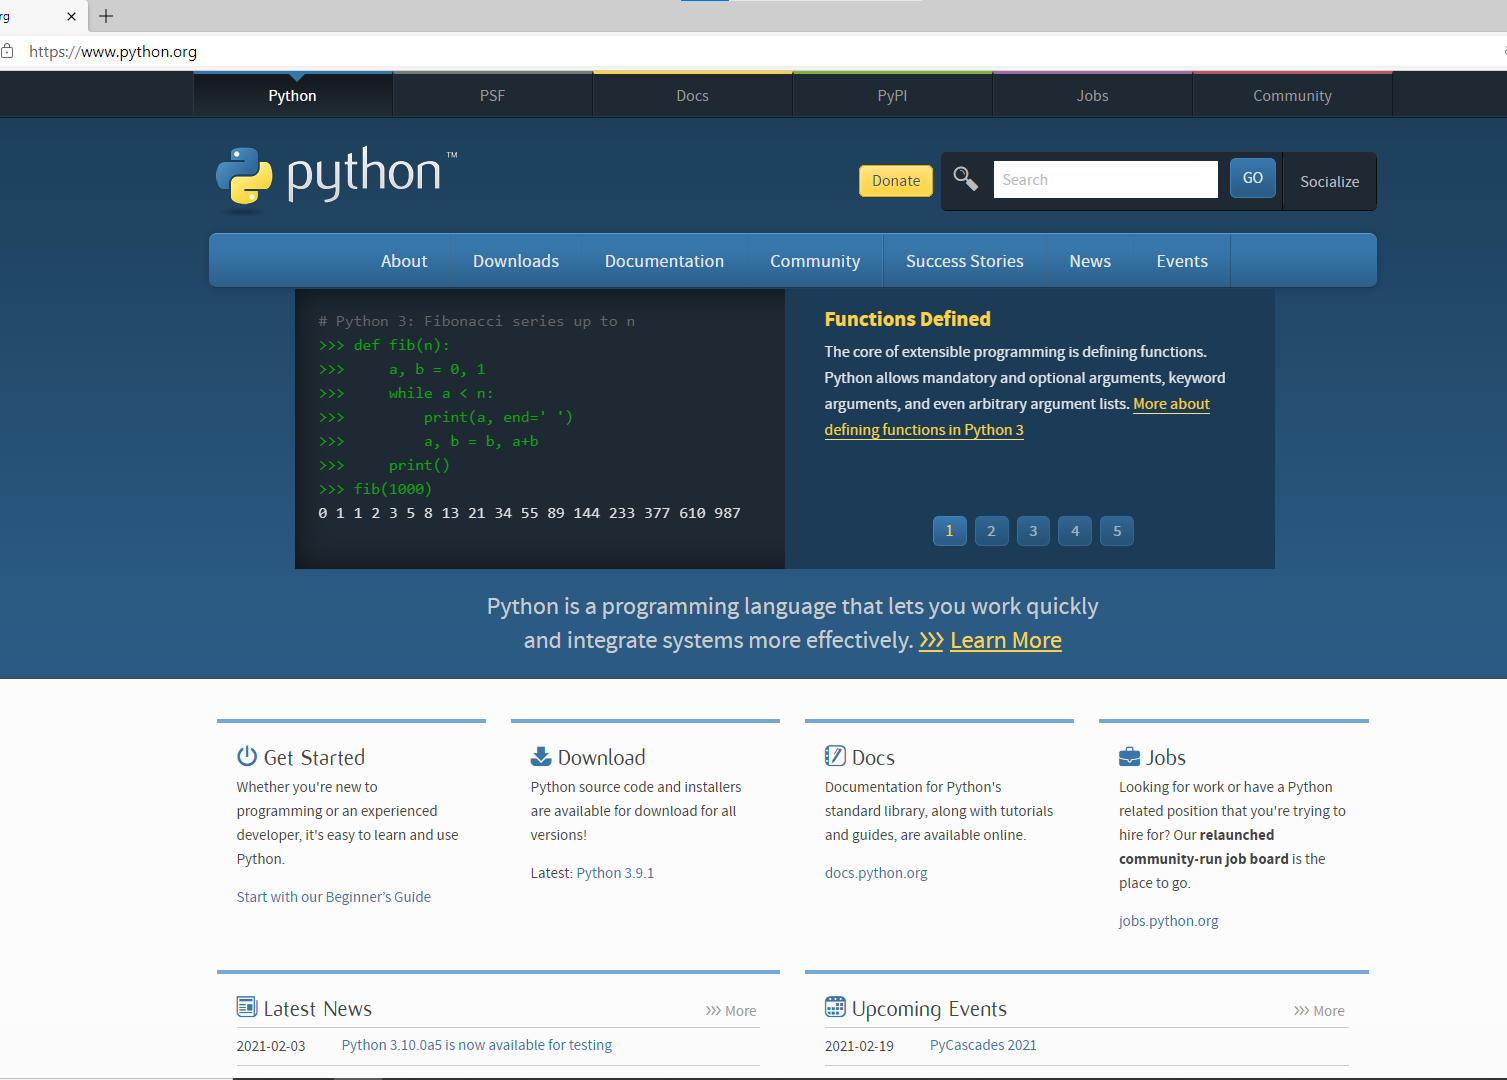 rg
https://www.python.org
Python PSF Docs PyPI Jobs Community
python™
Donate Search GO Socialize
About Downloads Documentation Community Success Stories News Events
# Python 3: Fibonacci series up to n
>>> def fib(n):
>>>     a, b = 0, 1
>>>     while a < n:
>>>         print(a, end=' ')
>>>         a, b = b, a+b
>>>     print()
>>> fib(1000)
0 1 1 2 3 5 8 13 21 34 55 89 144 233 377 610 987
Functions Defined
The core of extensible programming is defining functions.
Python allows mandatory and optional arguments, keyword
arguments, and even arbitrary argument lists. More about
defining functions in Python 3
1 2 3 4 5
Python is a programming language that lets you work quickly
and integrate systems more effectively. >>> Learn More
Get Started
Whether you're new to
programming or an experienced
developer, it's easy to learn and use
Python.
Start with our Beginner’s Guide
Download
Python source code and installers
are available for download for all
versions!
Latest: Python 3.9.1
Docs
Documentation for Python's
standard library, along with tutorials
and guides, are available online.
docs.python.org
Jobs
Looking for work or have a Python
related position that you're trying to
hire for? Our relaunched
community-run job board is the
place to go.
jobs.python.org
Latest News
>>> More
2021-02-03 Python 3.10.0a5 is now available for testing
Upcoming Events
>>> More
2021-02-19 PyCascades 2021